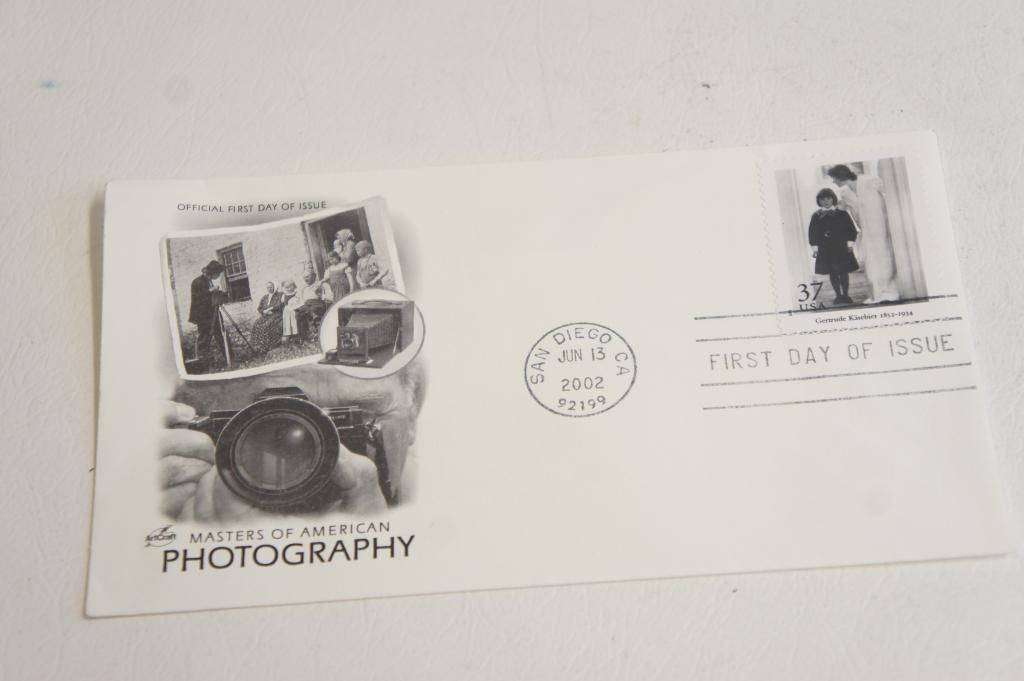 OFFICIAL FIRST DAY OF ISSUE
ArtCraft
MASTERS OF AMERICAN
PHOTOGRAPHY
SAN DIEGO CA
JUN 13
2002
92199
37
USA
Gertrude Käsebier 1852-1934
FIRST DAY OF ISSUE